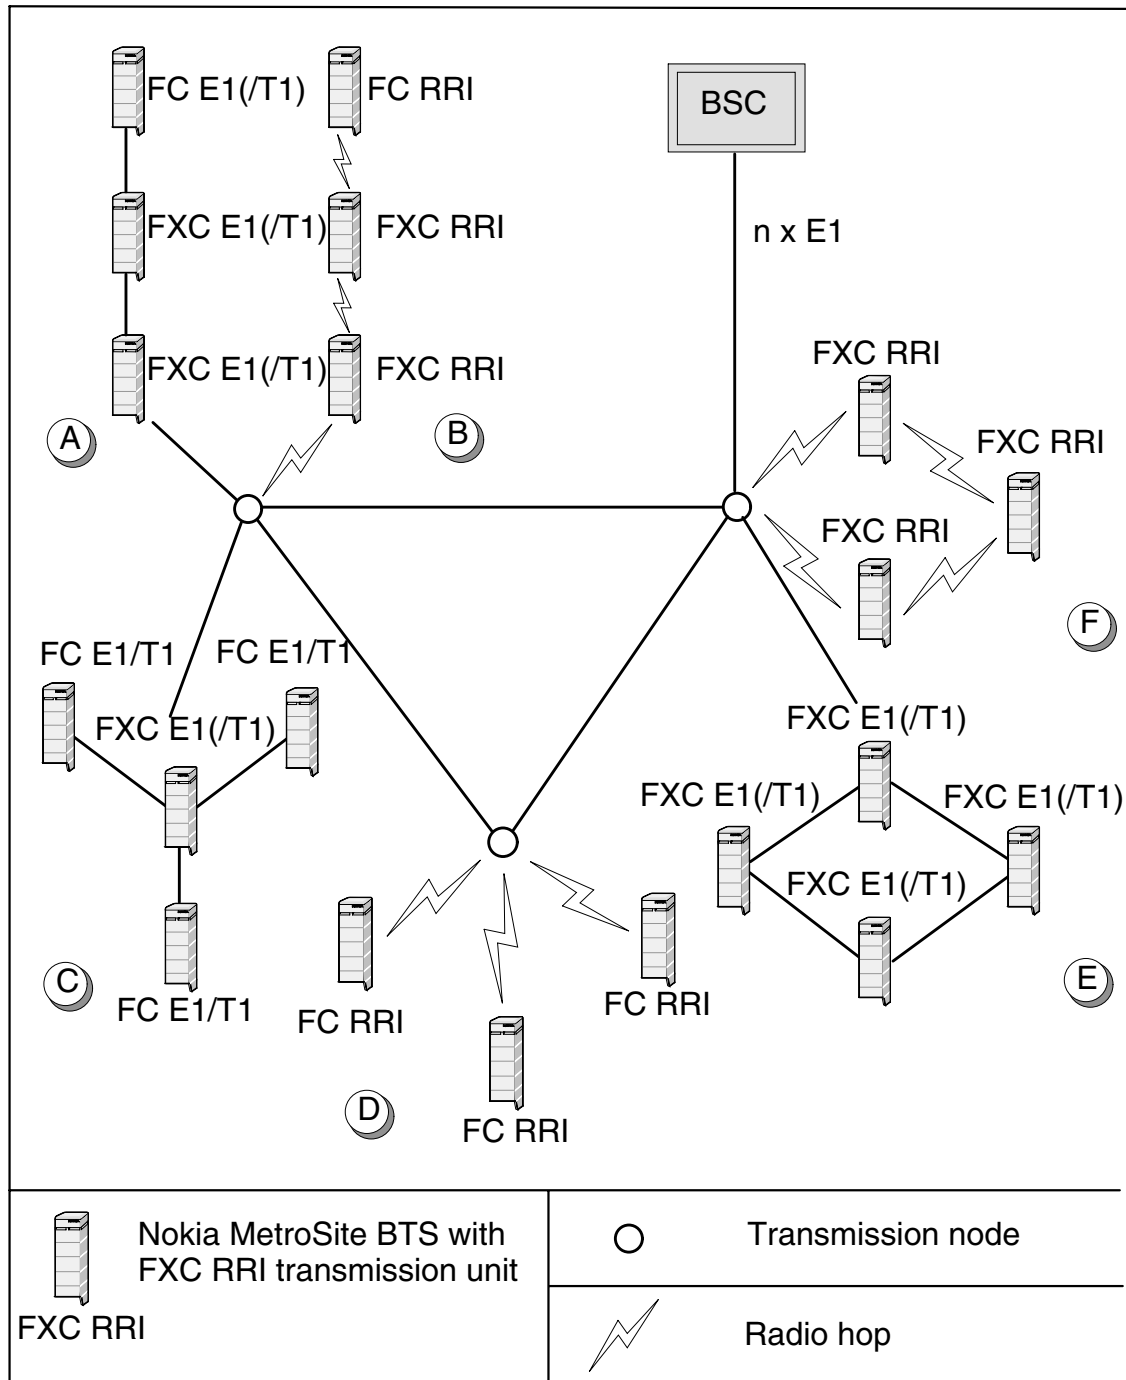 FC E1(/T1)
FC RRI
BSC
FXC E1(/T1)
FXC RRI
n x E1
FXC E1(/T1)
FXC RRI
FXC RRI
A
B
FXC RRI
FXC RRI
F
FC E1/T1
FC E1/T1
FXC E1(/T1)
FXC E1(/T1)
FXC E1(/T1)
FXC E1(/T1)
FXC E1(/T1)
C
FC E1/T1
E
FC RRI
FC RRI
D
FC RRI
Nokia MetroSite BTS with
FXC RRI transmission unit
FXC RRI
Transmission node
Radio hop